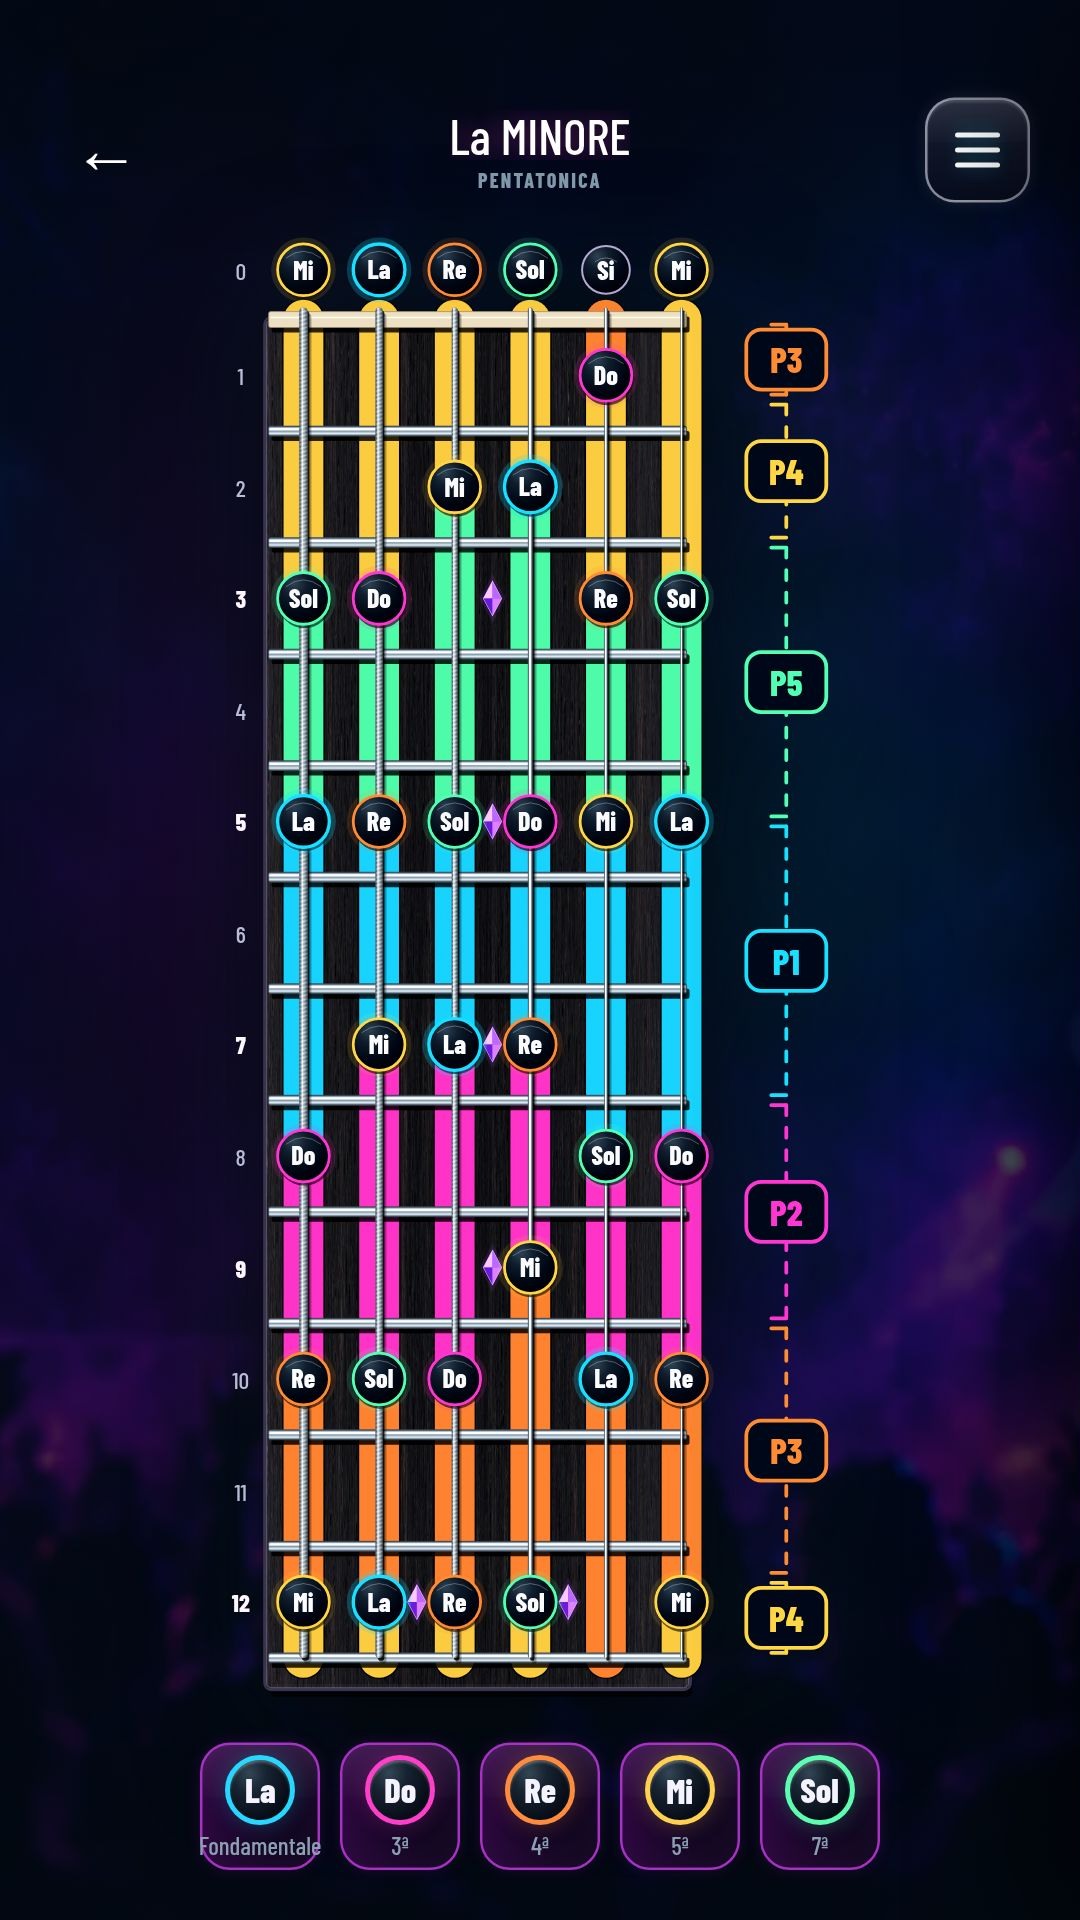 ←
La MINORE
PENTATONICA
0 Mi La Re Sol Si Mi
1 Do P3
2 Mi La P4
3 Sol Do Re Sol
4 P5
5 La Re Sol Do Mi La
6 P1
7 Mi La Re
8 Do Sol Do P2
9 Mi
10 Re Sol Do La Re
11 P3
12 Mi La Re Sol Mi P4
La Do Re Mi Sol
Fondamentale 3ª 4ª 5ª 7ª